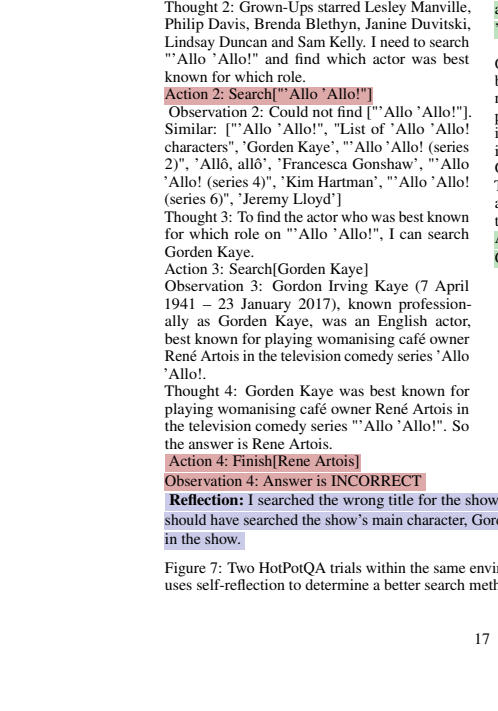 Thought 2: Grown-Ups starred Lesley Manville,
Philip Davis, Brenda Blethyn, Janine Duvitski,
Lindsay Duncan and Sam Kelly. I need to search
"'Allo 'Allo!" and find which actor was best
known for which role.
Action 2: Search["'Allo 'Allo!"]
Observation 2: Could not find ["'Allo 'Allo!"].
Similar: ["'Allo 'Allo!", "List of 'Allo 'Allo!
characters", 'Gorden Kaye', "'Allo 'Allo! (series
2)", 'Allô, allô', 'Francesca Gonshaw', "'Allo
'Allo! (series 4)", 'Kim Hartman', "'Allo 'Allo!
(series 6)", 'Jeremy Lloyd']
Thought 3: To find the actor who was best known
for which role on "'Allo 'Allo!", I can search
Gorden Kaye.
Action 3: Search[Gorden Kaye]
Observation 3: Gordon Irving Kaye (7 April
1941 – 23 January 2017), known profession-
ally as Gorden Kaye, was an English actor,
best known for playing womanising café owner
René Artois in the television comedy series 'Allo
'Allo!.
Thought 4: Gorden Kaye was best known for
playing womanising café owner René Artois in
the television comedy series "'Allo 'Allo!". So
the answer is Rene Artois.
Action 4: Finish[Rene Artois]
Observation 4: Answer is INCORRECT
Reflection: I searched the wrong title for the show
should have searched the show's main character, Gor
in the show.
Figure 7: Two HotPotQA trials within the same envi
uses self-reflection to determine a better search meth
17